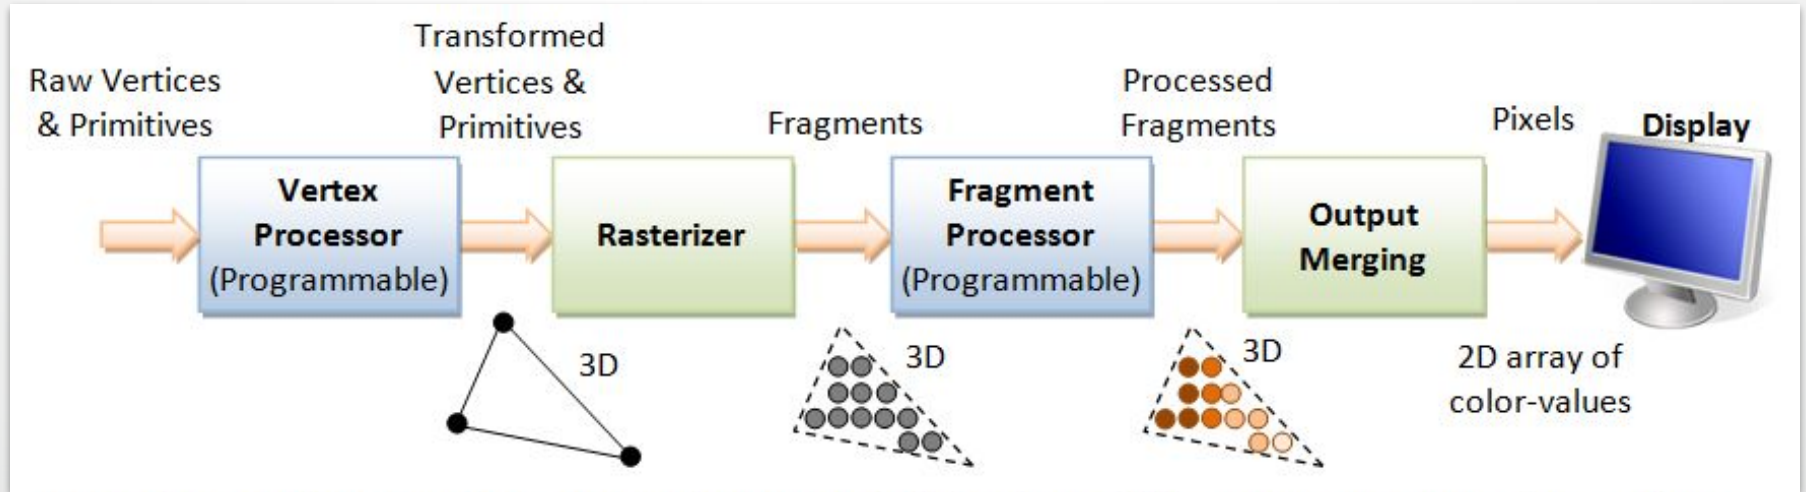 Raw Vertices
& Primitives
Transformed
Vertices &
Primitives
Fragments
Processed
Fragments
Pixels
Display
Vertex
Processor
(Programmable)
Rasterizer
Fragment
Processor
(Programmable)
Output
Merging
3D
3D
3D
2D array of
color-values